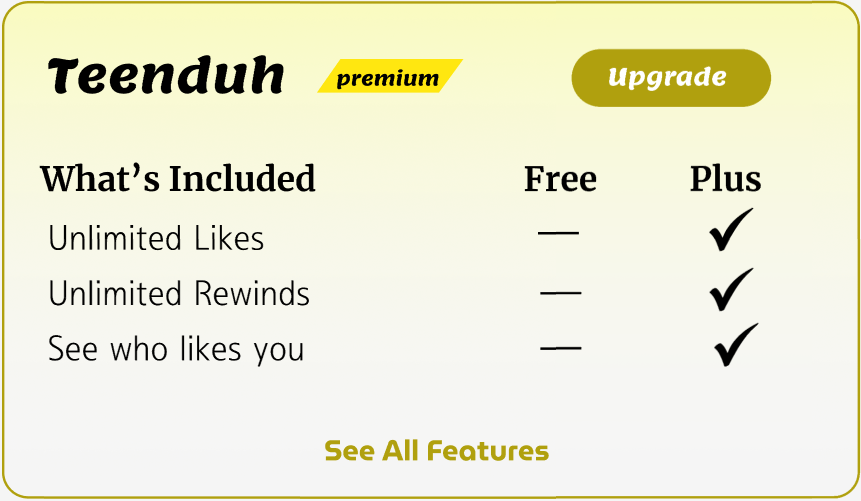 Teenduh premium Upgrade
What's Included Free Plus
Unlimited Likes — ✓
Unlimited Rewinds — ✓
See who likes you — ✓
See All Features